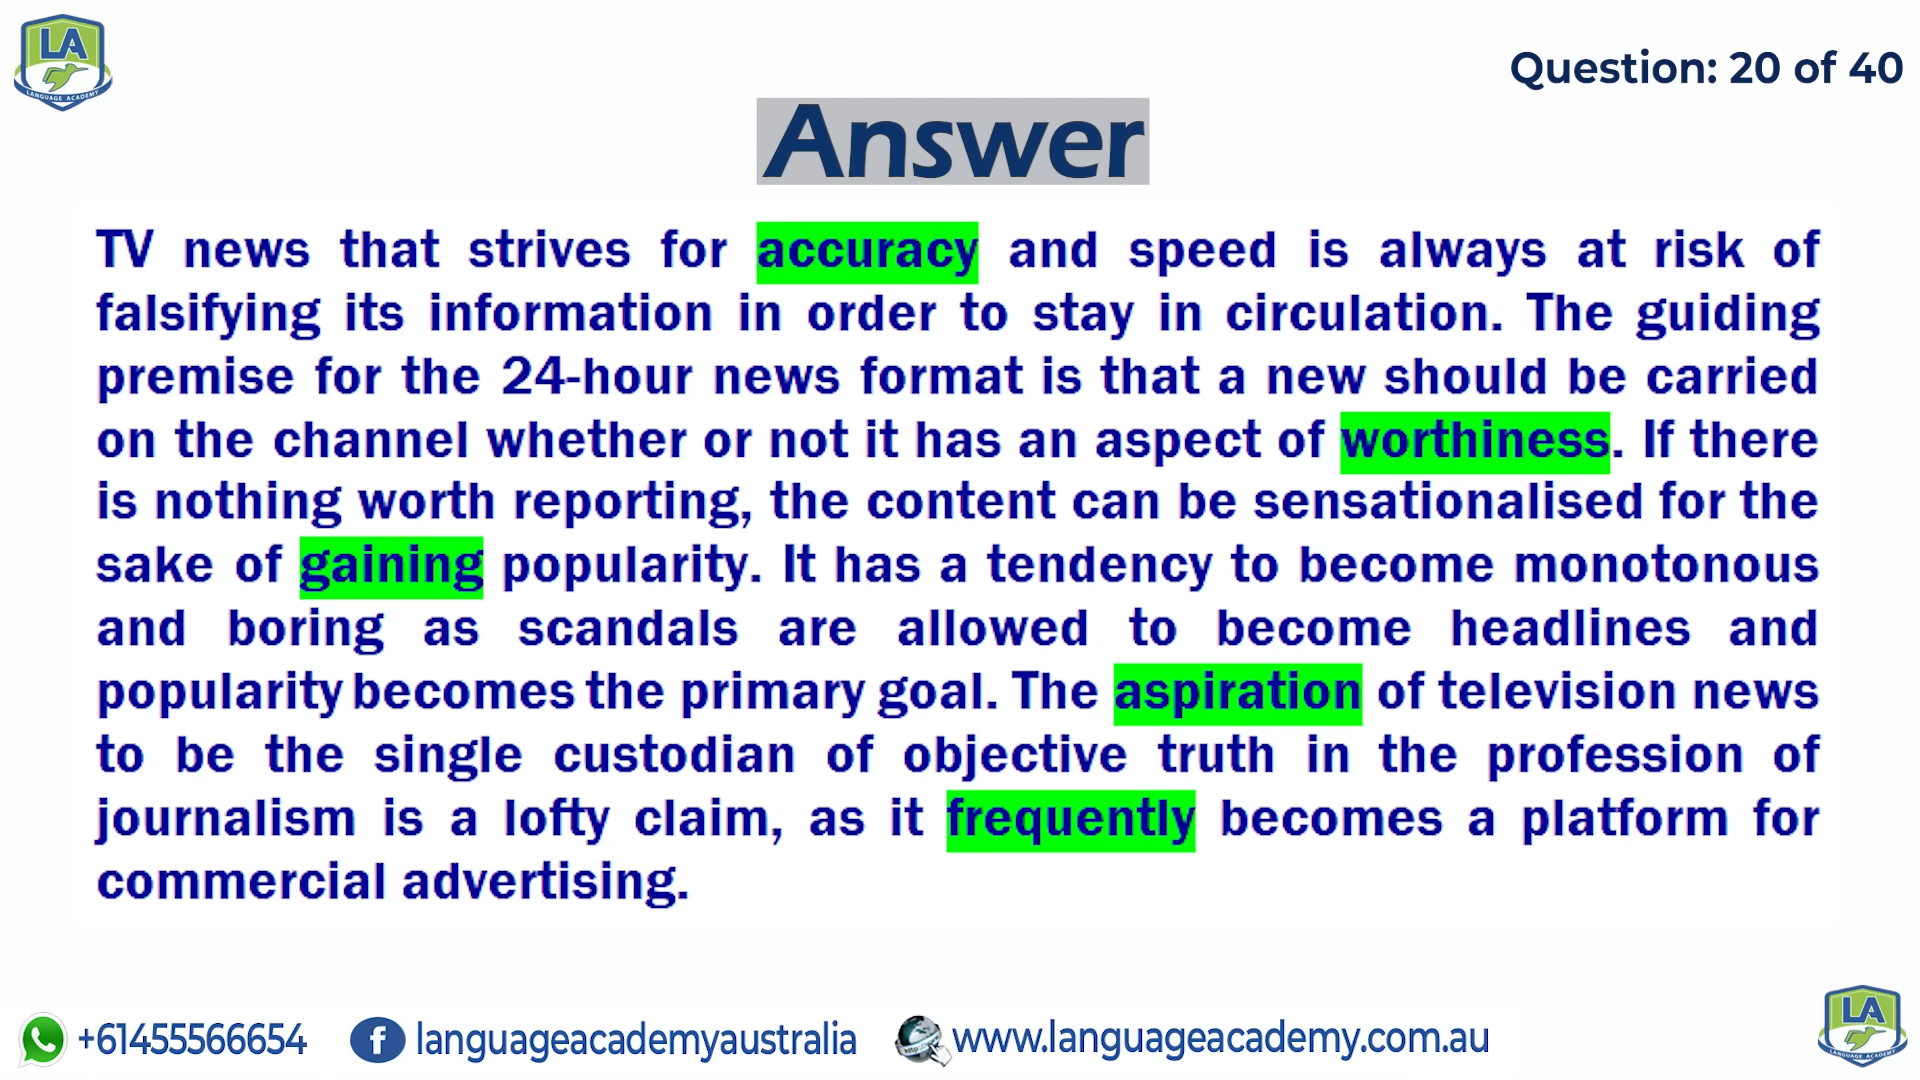 LA
LANGUAGE ACADEMY
Question: 20 of 40
Answer
TV news that strives for accuracy and speed is always at risk of
falsifying its information in order to stay in circulation. The guiding
premise for the 24-hour news format is that a new should be carried
on the channel whether or not it has an aspect of worthiness. If there
is nothing worth reporting, the content can be sensationalised for the
sake of gaining popularity. It has a tendency to become monotonous
and boring as scandals are allowed to become headlines and
popularity becomes the primary goal. The aspiration of television news
to be the single custodian of objective truth in the profession of
journalism is a lofty claim, as it frequently becomes a platform for
commercial advertising.
+61455566654 languageacademyaustralia www.languageacademy.com.au
LA
LANGUAGE ACADEMY